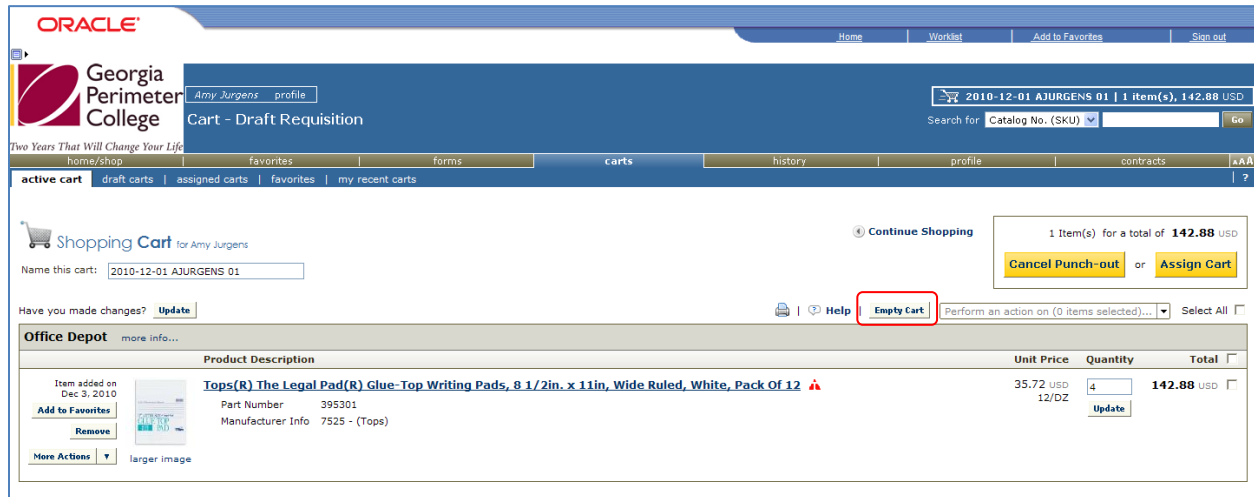 ORACLE
Home | Worklist | Add to Favorites | Sign out
Georgia
Perimeter
College
Two Years That Will Change Your Life
Amy Jurgens profile
Cart - Draft Requisition
2010-12-01 AJURGENS 01 | 1 item(s), 142.88 USD
Search for Catalog No. (SKU) Go
home/shop | favorites | forms | carts | history | profile | contracts AAA
active cart draft carts | assigned carts | favorites | my recent carts | ?
Shopping Cart for Amy Jurgens
Continue Shopping
1 Item(s) for a total of 142.88 USD
Name this cart: 2010-12-01 AJURGENS 01
Cancel Punch-out or Assign Cart
Have you made changes? Update
| Help | Empty Cart Perform an action on (0 items selected)... Select All
Office Depot more info...
Product Description Unit Price Quantity Total
Item added on
Dec 3, 2010
Add to Favorites
Remove
More Actions
larger image
Tops(R) The Legal Pad(R) Glue-Top Writing Pads, 8 1/2in. x 11in, Wide Ruled, White, Pack Of 12
Part Number 395301
Manufacturer Info 7525 - (Tops)
35.72 USD 4 142.88 USD
12/DZ Update